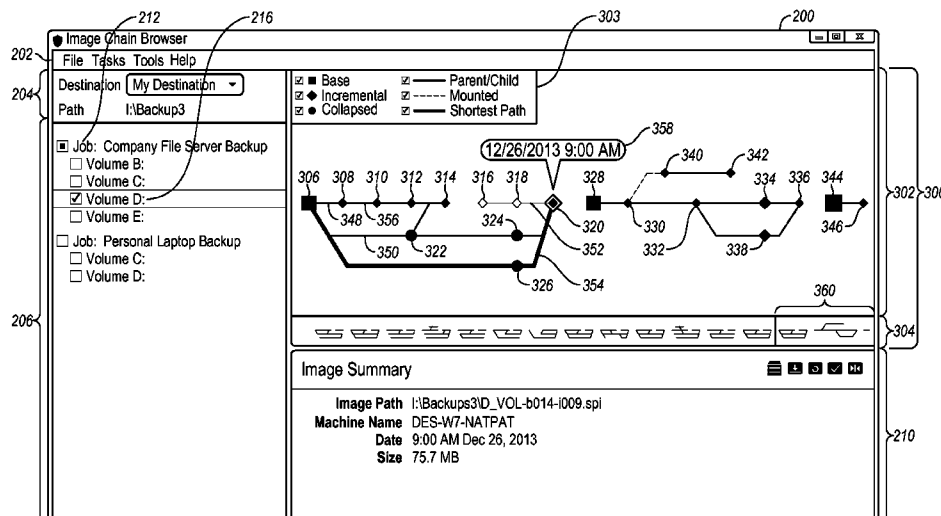 212 216 200
Image Chain Browser 303
202 File Tasks Tools Help
Destination My Destination
204
Path I:\Backup3
Base Parent/Child
Incremental Mounted
Collapsed Shortest Path
12/26/2013 9:00 AM 358
Job: Company File Server Backup
Volume B:
Volume C:
Volume D:
Volume E:
Job: Personal Laptop Backup
Volume C:
Volume D:
340 342
306 308 310 312 314 316 318 328 334 336 344
302
348 356 324 320 330 346
350 322 352 332 338
326 354
360
304
206
Image Summary
Image Path I:\Backups3\D_VOL-b014-i009.spi
Machine Name DES-W7-NATPAT
Date 9:00 AM Dec 26, 2013
Size 75.7 MB
210